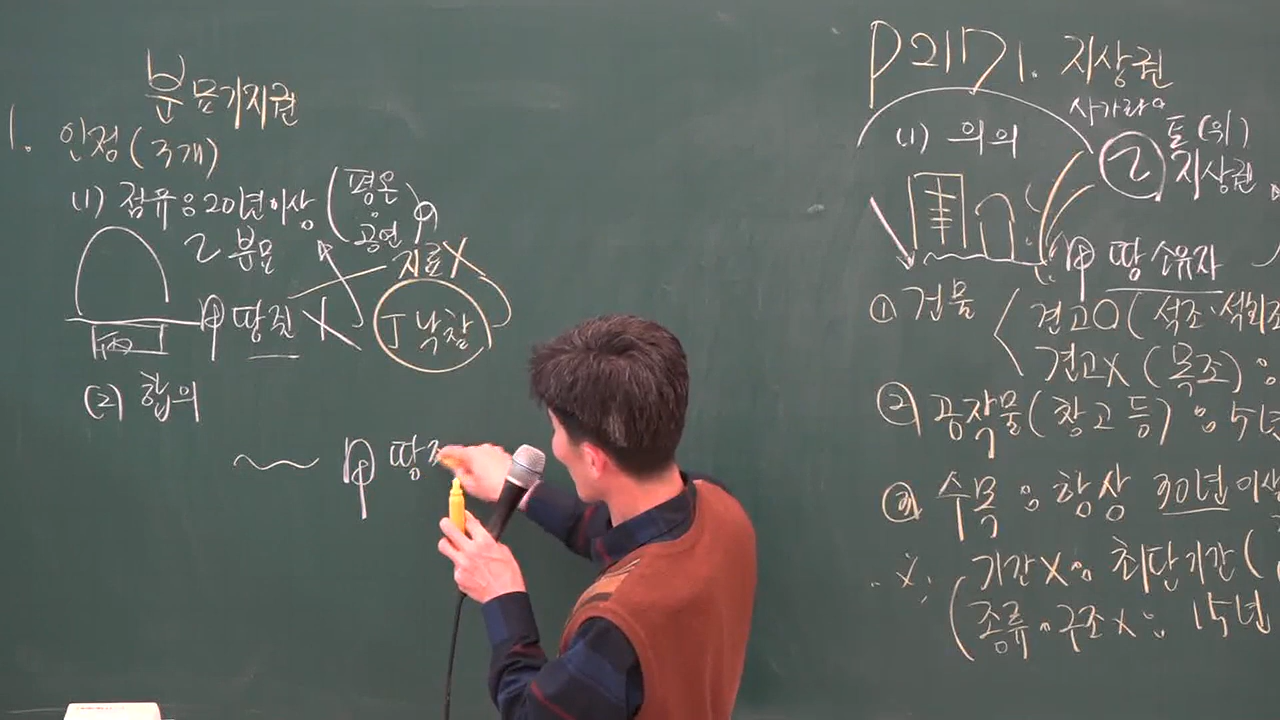 분묘기지권
1. 인정(3개)
(1) 점유 20년이상 (평온·공연)
2 분묘
지료X
땅 X
J 낙찰
(2) 합의
땅
P217 1. 지상권
(1) 의의
토(위)
2 지상권
땅 소유자
① 건물
견고O(석조·석회조
견고X(목조)
② 공작물(창고 등) 5년
③ 수목 항상 30년이상
※ 기간X 최단기간(
(종류·구조X 15년